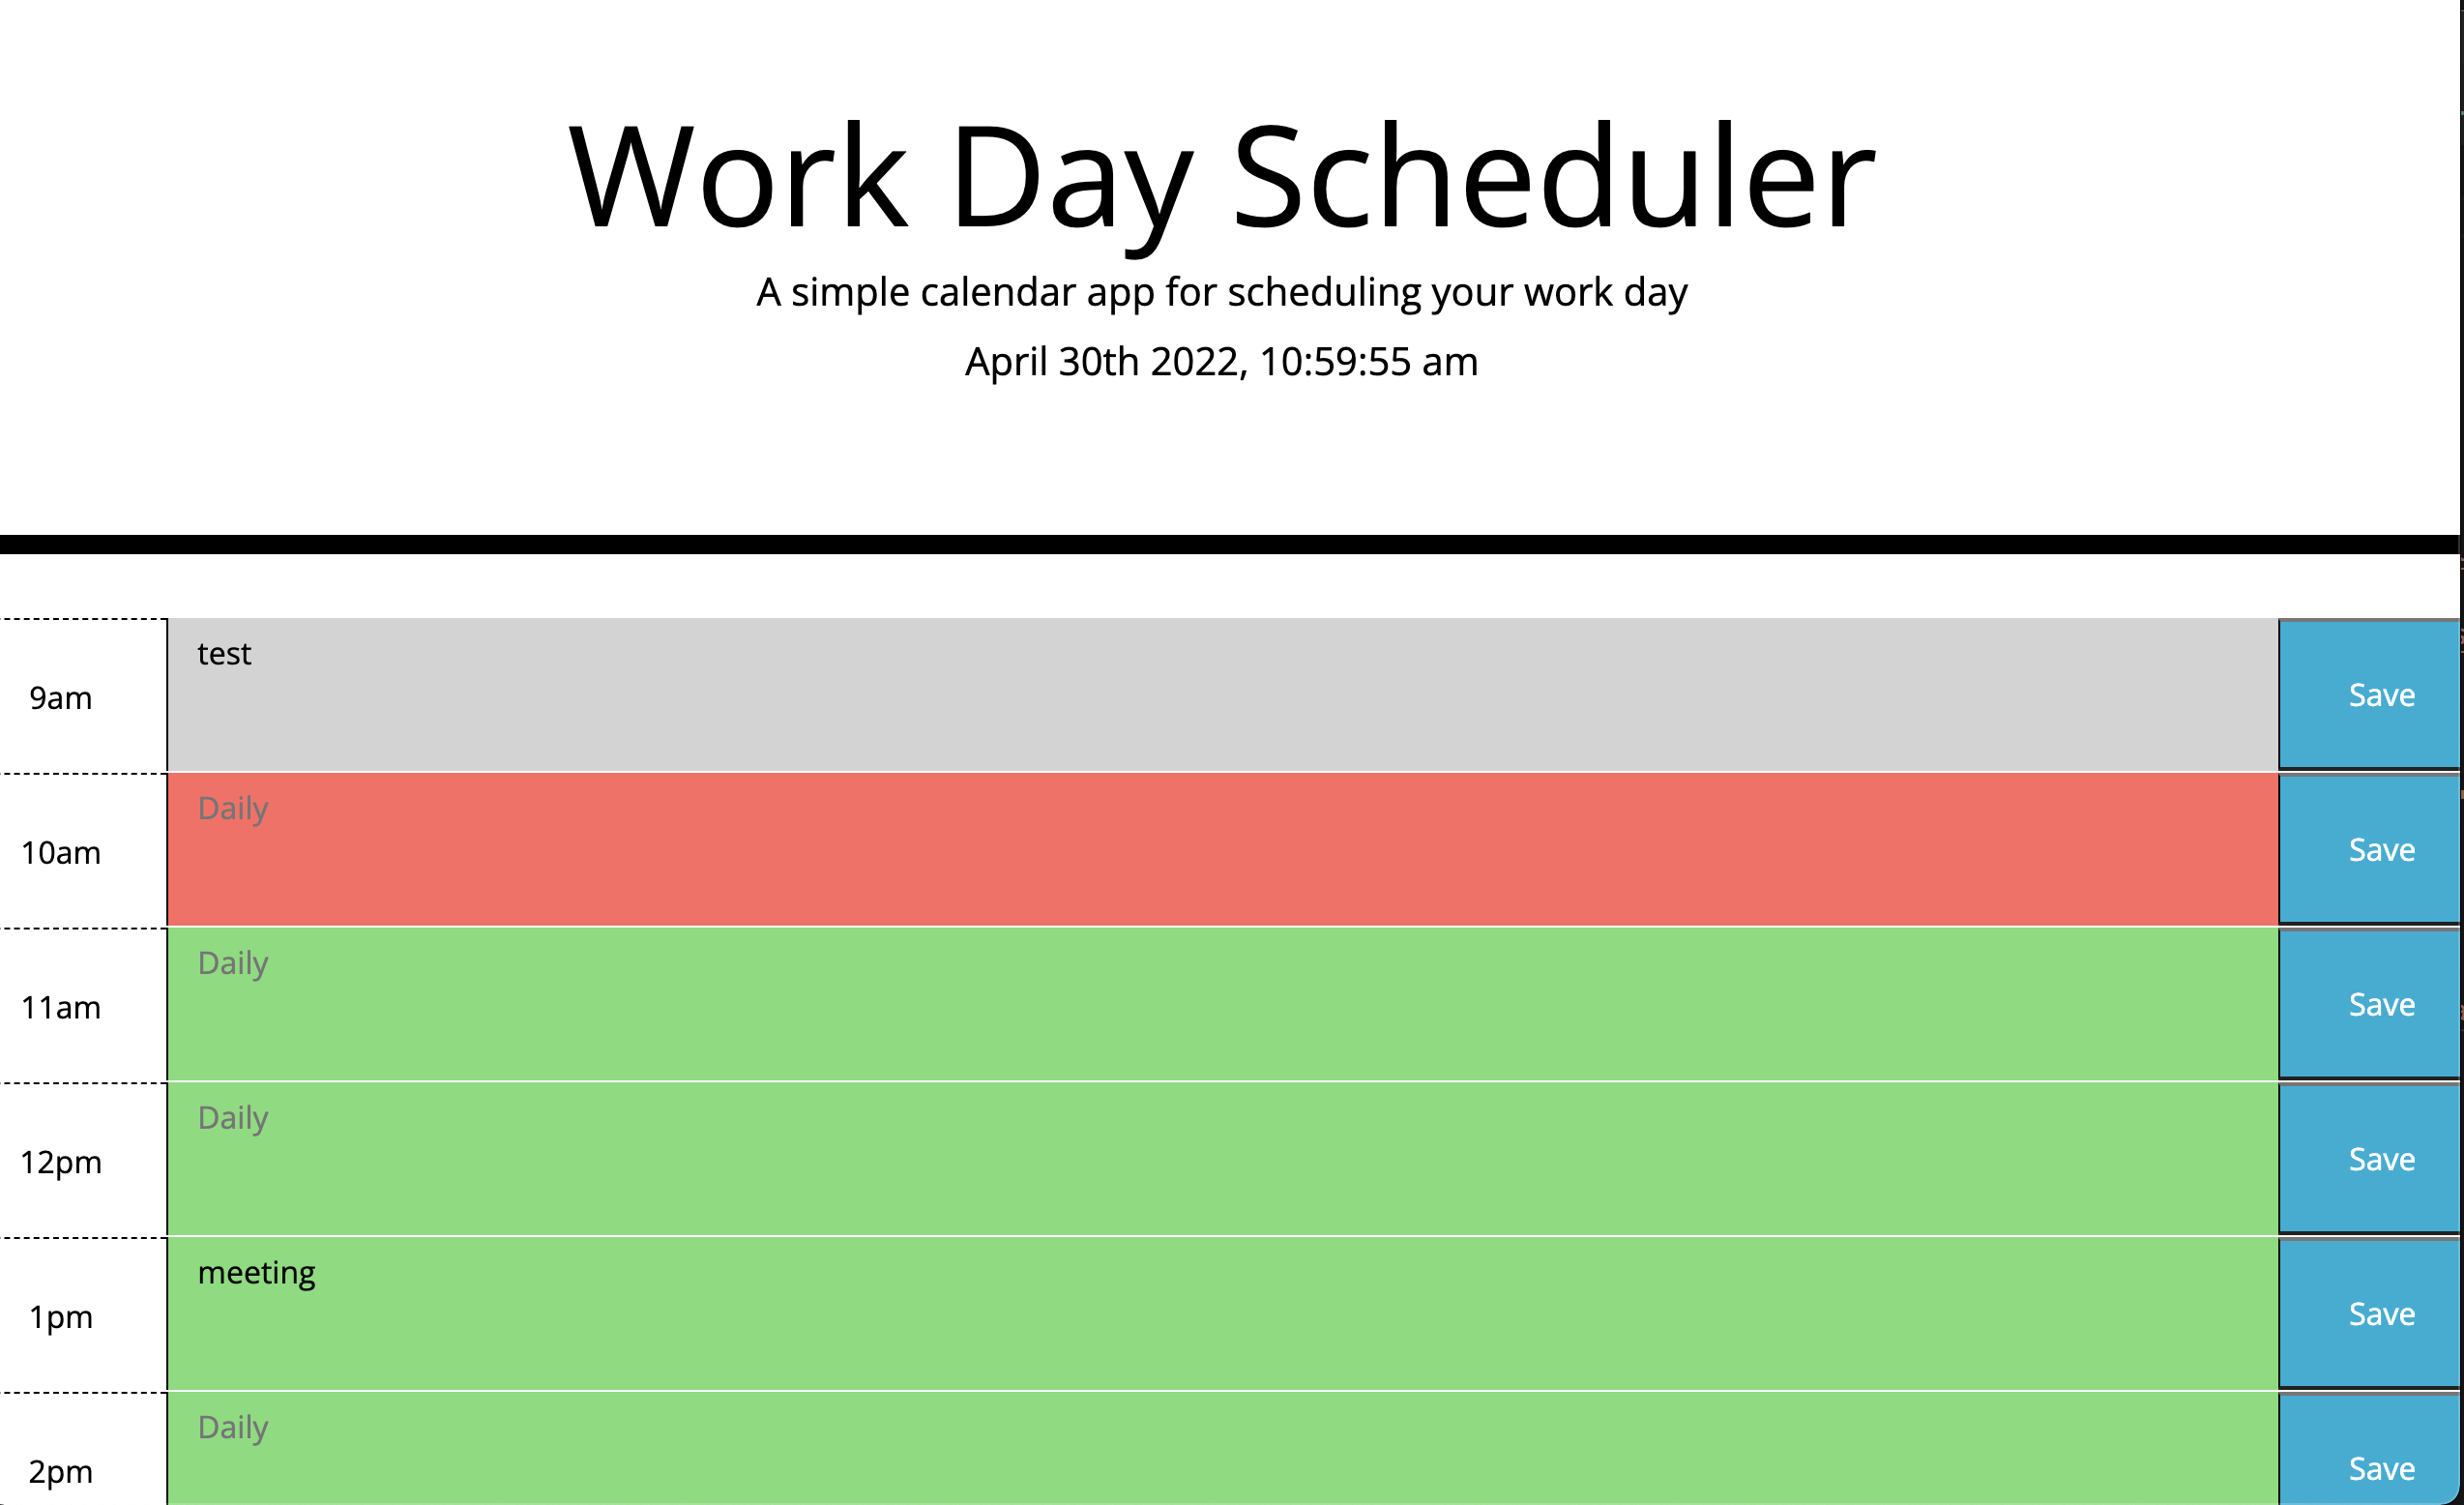 Work Day Scheduler
A simple calendar app for scheduling your work day
April 30th 2022, 10:59:55 am
9am test Save
10am Daily Save
11am Daily Save
12pm Daily Save
1pm meeting Save
2pm Daily Save